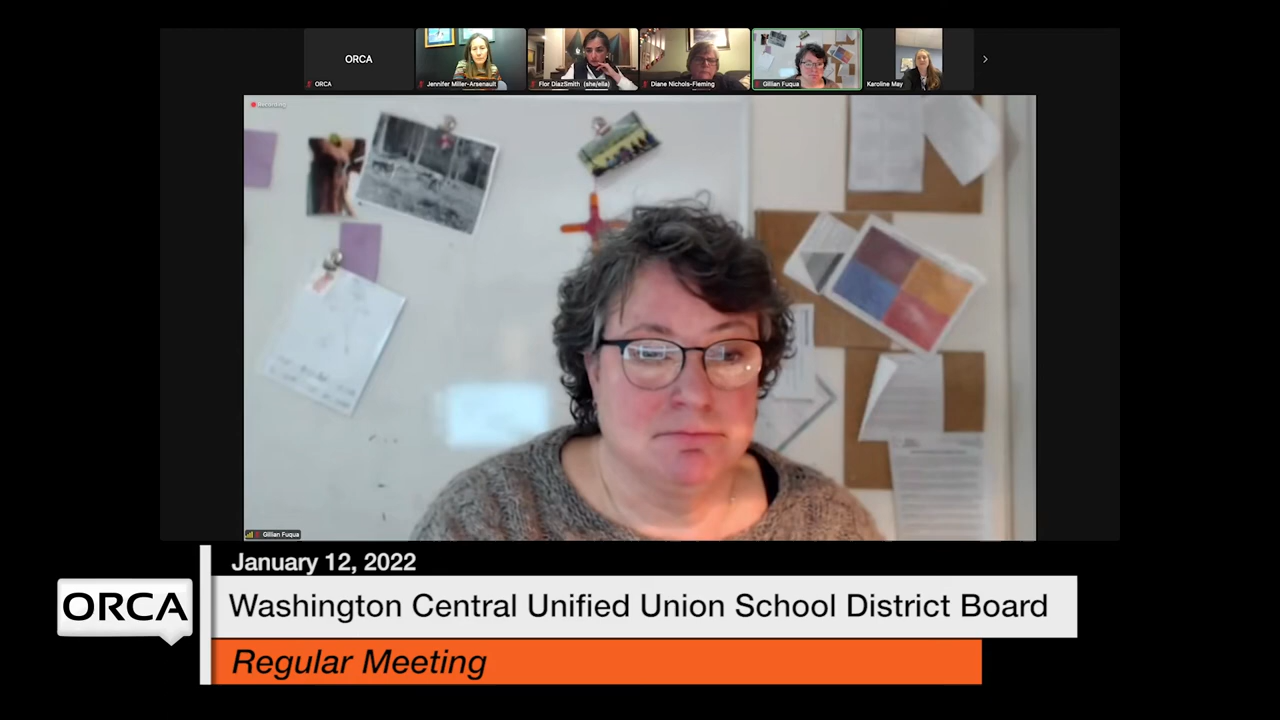 ORCA
ORCA
Jennifer Miller-Arsenault
Flor DiazSmith (she/ella)
Diane Nichols-Fleming
Gillian Fuqua
Karoline May
Recording
Gillian Fuqua
January 12, 2022
ORCA
Washington Central Unified Union School District Board
Regular Meeting